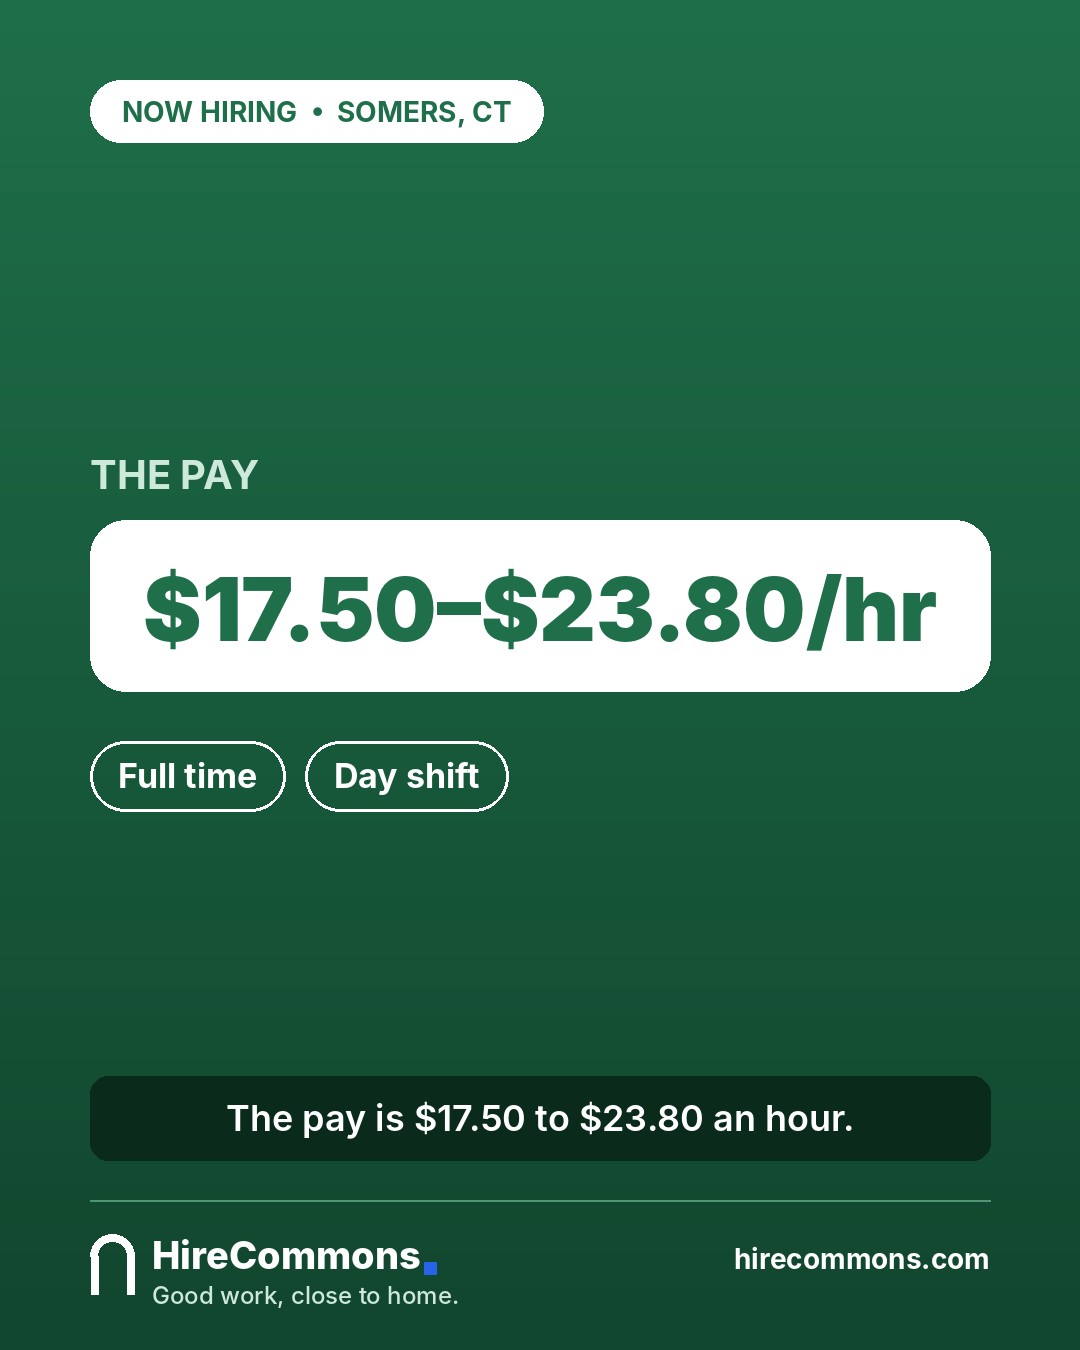 NOW HIRING • SOMERS, CT
THE PAY
$17.50–$23.80/hr
Full time
Day shift
The pay is $17.50 to $23.80 an hour.
HireCommons
Good work, close to home.
hirecommons.com